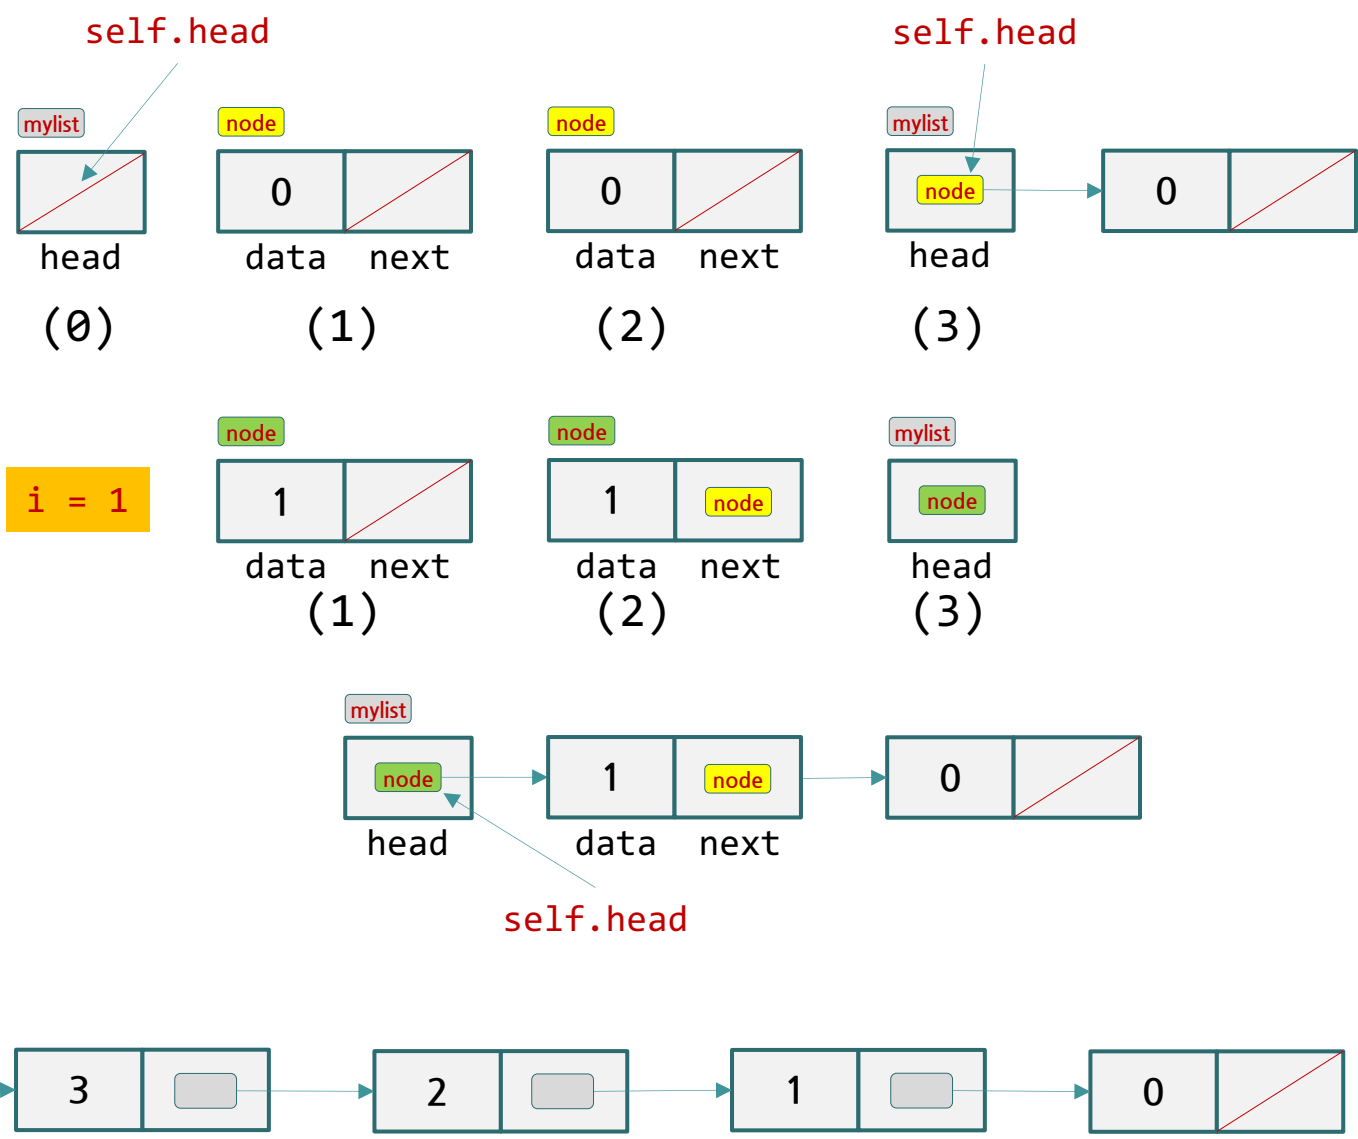 self.head self.head
mylist node node mylist
0 0 node 0
head data next data next head
(0) (1) (2) (3)
node node mylist
i = 1 1 1 node node
data next data next head
(1) (2) (3)
mylist
node 1 node 0
head data next
self.head
3 2 1 0